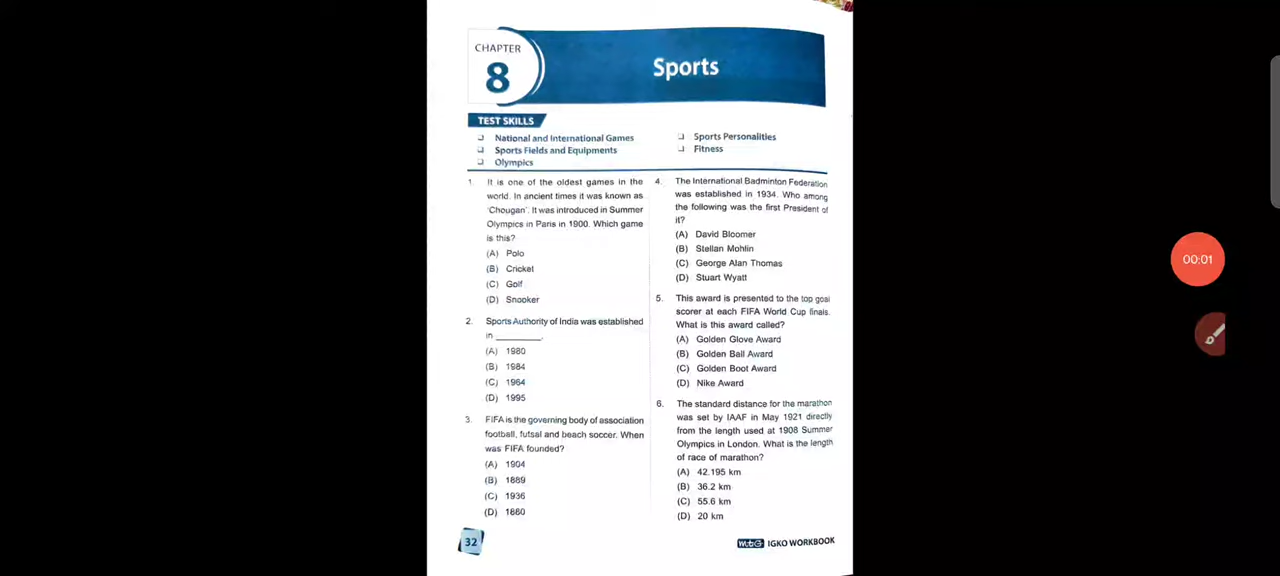 CHAPTER
8
Sports
TEST SKILLS
National and International Games
Sports Fields and Equipments
Olympics
Sports Personalities
Fitness
1. It is one of the oldest games in the
world. In ancient times it was known as
'Chougan'. It was introduced in Summer
Olympics in Paris in 1900. Which game
is this?
(A) Polo
(B) Cricket
(C) Golf
(D) Snooker
2. Sports Authority of India was established
in ________.
(A) 1980
(B) 1984
(C) 1964
(D) 1995
3. FIFA is the governing body of association
football, futsal and beach soccer. When
was FIFA founded?
(A) 1904
(B) 1889
(C) 1936
(D) 1880
4. The International Badminton Federation
was established in 1934. Who among
the following was the first President of
it?
(A) David Bloomer
(B) Stellan Mohlin
(C) George Alan Thomas
(D) Stuart Wyatt
5. This award is presented to the top goal
scorer at each FIFA World Cup finals.
What is this award called?
(A) Golden Glove Award
(B) Golden Ball Award
(C) Golden Boot Award
(D) Nike Award
6. The standard distance for the marathon
was set by IAAF in May 1921 directly
from the length used at 1908 Summer
Olympics in London. What is the length
of race of marathon?
(A) 42.195 km
(B) 36.2 km
(C) 55.6 km
(D) 20 km
32
MtG IGKO WORKBOOK
00:01